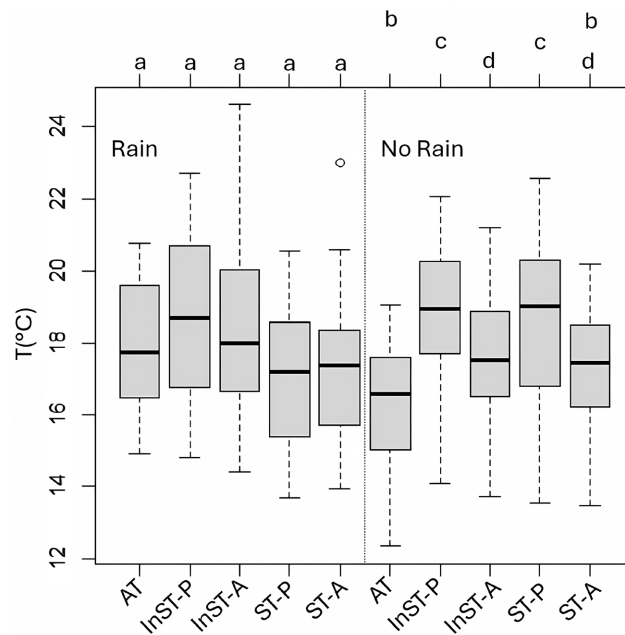 b b
c c
a a a a a d d
Rain No Rain
T(°C)
24
22
20
18
16
14
12
AT InST-P InST-A ST-P ST-A AT InST-P InST-A ST-P ST-A